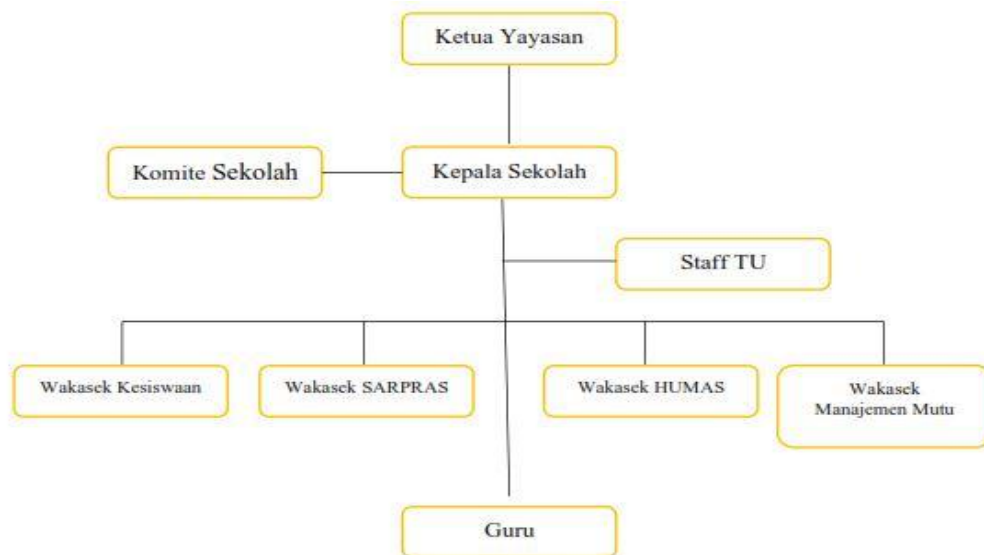 Ketua Yayasan
Komite Sekolah
Kepala Sekolah
Staff TU
Wakasek Kesiswaan
Wakasek SARPRAS
Wakasek HUMAS
Wakasek
Manajemen Mutu
Guru